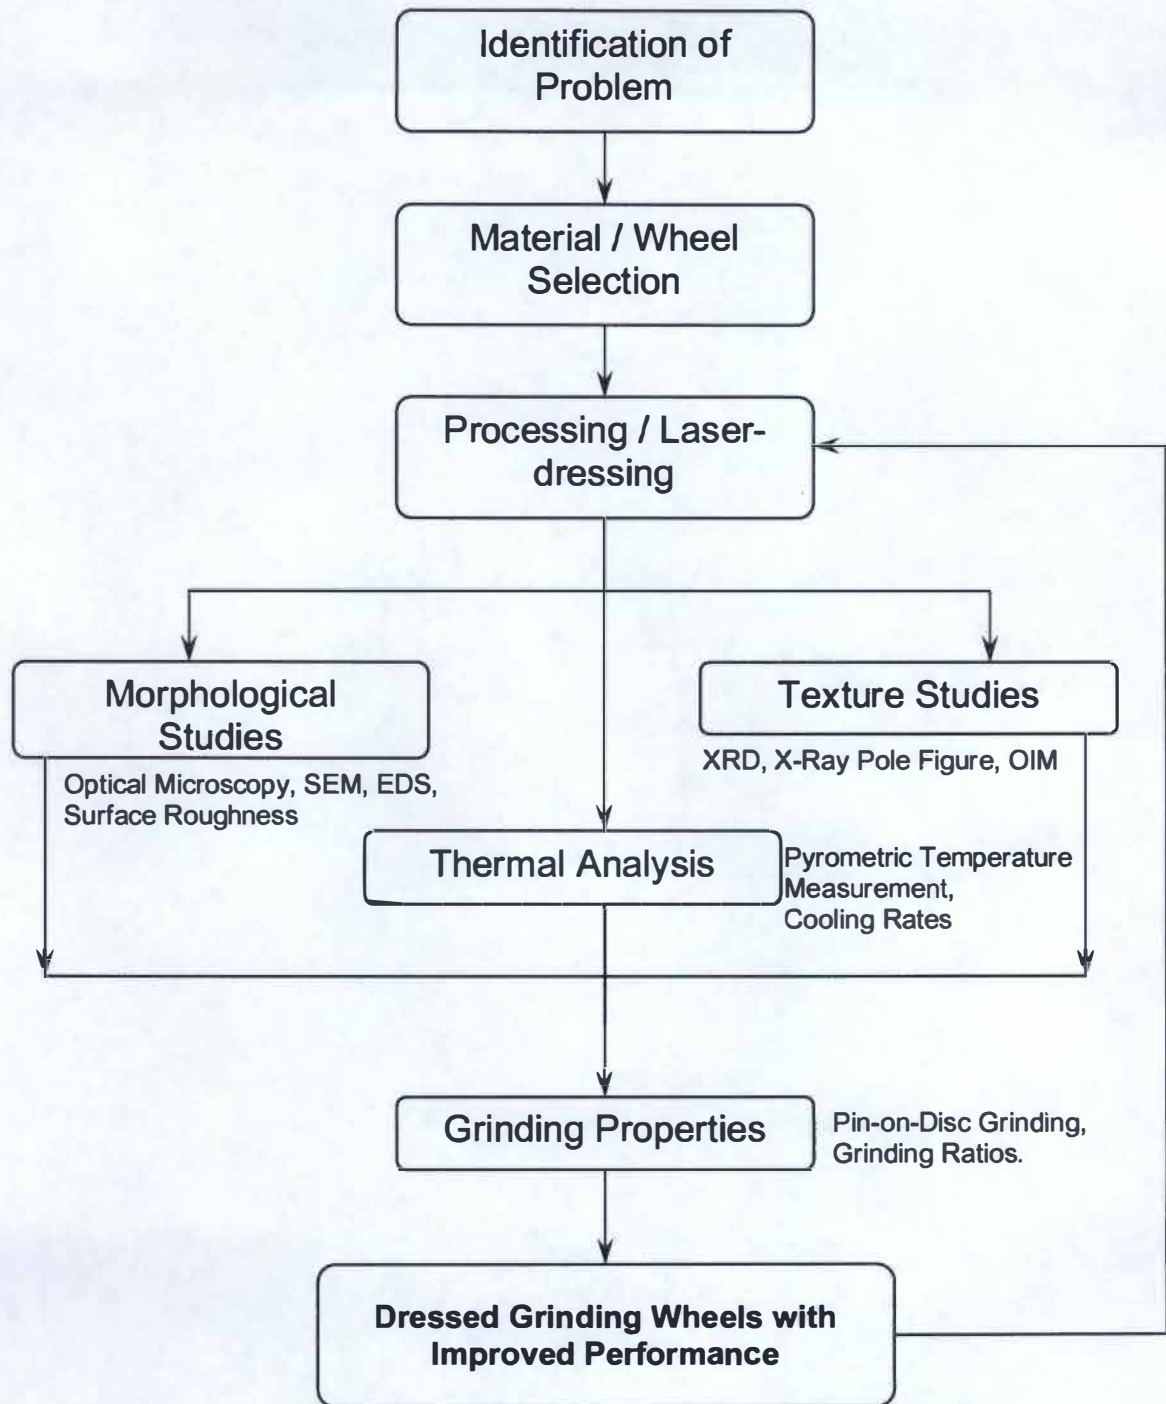 Identification of
Problem
Material / Wheel
Selection
Processing / Laser-
dressing
Morphological
Studies
Optical Microscopy, SEM, EDS,
Surface Roughness
Texture Studies
XRD, X-Ray Pole Figure, OIM
Thermal Analysis
Pyrometric Temperature
Measurement,
Cooling Rates
Grinding Properties
Pin-on-Disc Grinding,
Grinding Ratios.
Dressed Grinding Wheels with
Improved Performance